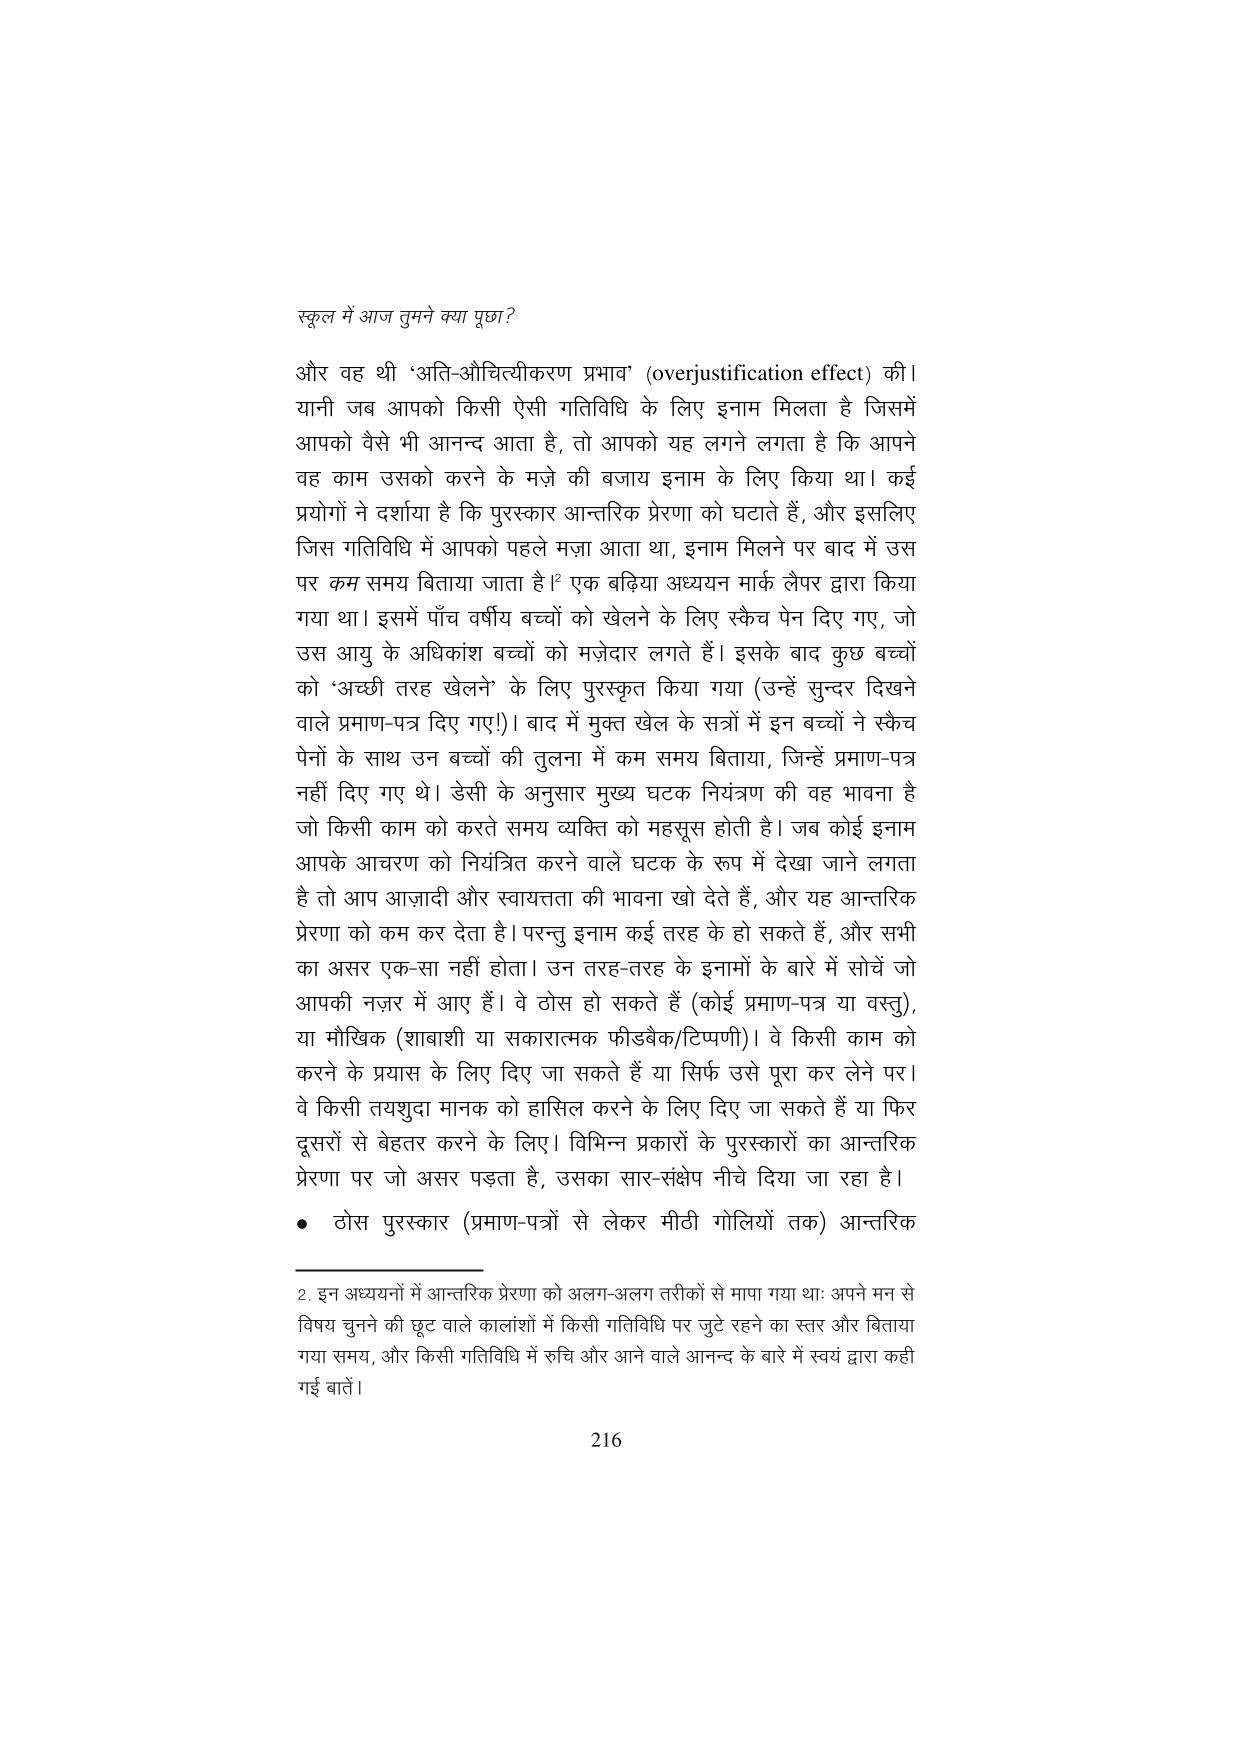 स्कूल में आज तुमने क्या पूछा?
और वह थी ‘अति-औचित्यीकरण प्रभाव’ (overjustification effect) की।
यानी जब आपको किसी ऐसी गतिविधि के लिए इनाम मिलता है जिसमें
आपको वैसे भी आनन्द आता है, तो आपको यह लगने लगता है कि आपने
वह काम उसको करने के मज़े की बजाय इनाम के लिए किया था। कई
प्रयोगों ने दर्शाया है कि पुरस्कार आन्तरिक प्रेरणा को घटाते हैं, और इसलिए
जिस गतिविधि में आपको पहले मज़ा आता था, इनाम मिलने पर बाद में उस
पर कम समय बिताया जाता है।² एक बढ़िया अध्ययन मार्क लैपर द्वारा किया
गया था। इसमें पाँच वर्षीय बच्चों को खेलने के लिए स्कैच पेन दिए गए, जो
उस आयु के अधिकांश बच्चों को मज़ेदार लगते हैं। इसके बाद कुछ बच्चों
को ‘अच्छी तरह खेलने’ के लिए पुरस्कृत किया गया (उन्हें सुन्दर दिखने
वाले प्रमाण-पत्र दिए गए!)। बाद में मुक्त खेल के सत्रों में इन बच्चों ने स्कैच
पेनों के साथ उन बच्चों की तुलना में कम समय बिताया, जिन्हें प्रमाण-पत्र
नहीं दिए गए थे। डेसी के अनुसार मुख्य घटक नियंत्रण की वह भावना है
जो किसी काम को करते समय व्यक्ति को महसूस होती है। जब कोई इनाम
आपके आचरण को नियंत्रित करने वाले घटक के रूप में देखा जाने लगता
है तो आप आज़ादी और स्वायत्तता की भावना खो देते हैं, और यह आन्तरिक
प्रेरणा को कम कर देता है। परन्तु इनाम कई तरह के हो सकते हैं, और सभी
का असर एक-सा नहीं होता। उन तरह-तरह के इनामों के बारे में सोचें जो
आपकी नज़र में आए हैं। वे ठोस हो सकते हैं (कोई प्रमाण-पत्र या वस्तु),
या मौखिक (शाबाशी या सकारात्मक फीडबैक/टिप्पणी)। वे किसी काम को
करने के प्रयास के लिए दिए जा सकते हैं या सिर्फ उसे पूरा कर लेने पर।
वे किसी तयशुदा मानक को हासिल करने के लिए दिए जा सकते हैं या फिर
दूसरों से बेहतर करने के लिए। विभिन्न प्रकारों के पुरस्कारों का आन्तरिक
प्रेरणा पर जो असर पड़ता है, उसका सार-संक्षेप नीचे दिया जा रहा है।
● ठोस पुरस्कार (प्रमाण-पत्रों से लेकर मीठी गोलियों तक) आन्तरिक
2. इन अध्ययनों में आन्तरिक प्रेरणा को अलग-अलग तरीकों से मापा गया थाः अपने मन से
विषय चुनने की छूट वाले कालांशों में किसी गतिविधि पर जुटे रहने का स्तर और बिताया
गया समय, और किसी गतिविधि में रुचि और आने वाले आनन्द के बारे में स्वयं द्वारा कही
गई बातें।
216